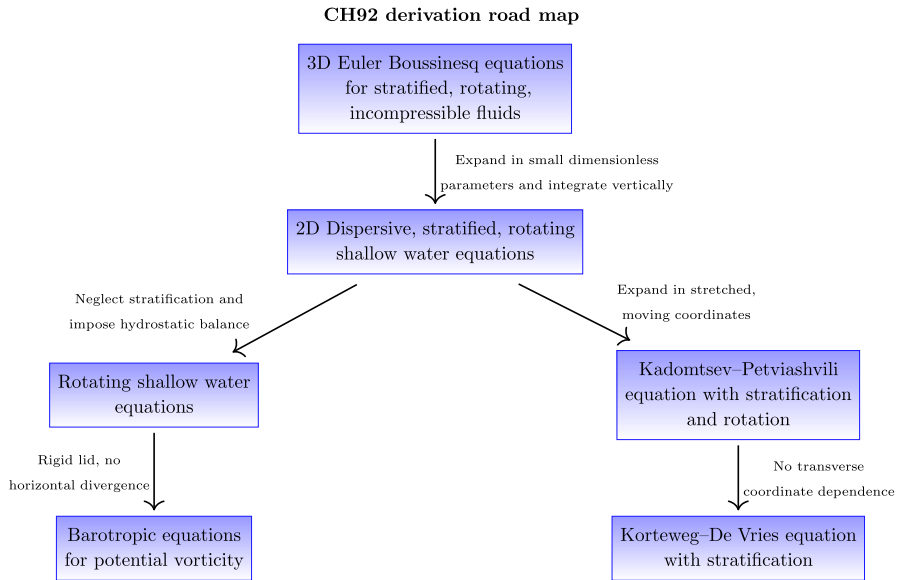 CH92 derivation road map
3D Euler Boussinesq equations
for stratified, rotating,
incompressible fluids
Expand in small dimensionless
parameters and integrate vertically
2D Dispersive, stratified, rotating
shallow water equations
Neglect stratification and
impose hydrostatic balance
Expand in stretched,
moving coordinates
Rotating shallow water
equations
Kadomtsev–Petviashvili
equation with stratification
and rotation
Rigid lid, no
horizontal divergence
No transverse
coordinate dependence
Barotropic equations
for potential vorticity
Korteweg–De Vries equation
with stratification